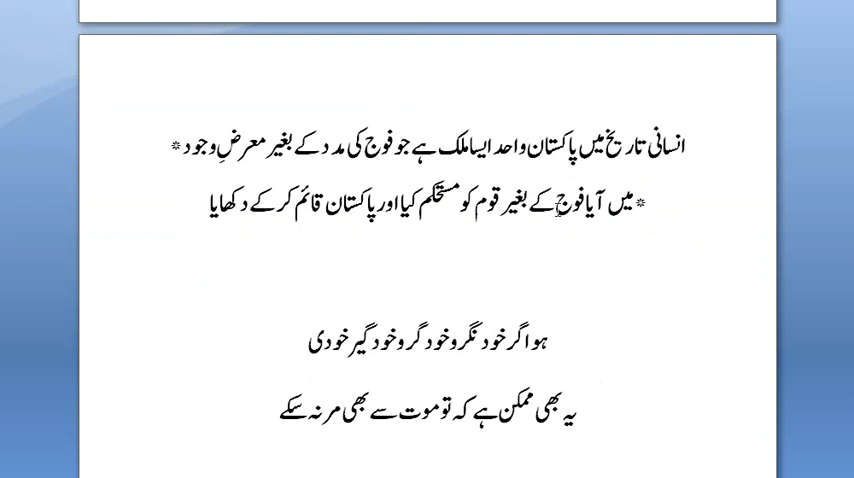 انسانی تاریخ میں پاکستان واحد ایسا ملک ہے جو فوج کی مدد کے بغیر معرضِ وجود *
* میں آیا فوج کے بغیر قوم کو مستحکم کیا اور پاکستان قائم کر کے دکھایا
ہو اگر خود نگر و خود گر و خود گیر خودی
یہ بھی ممکن ہے کہ تو موت سے بھی مر نہ سکے